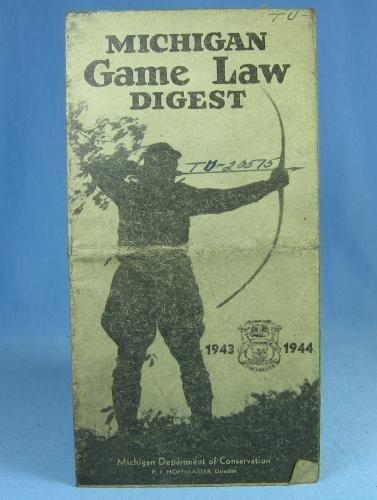 TU-
MICHIGAN
Game Law
DIGEST
TU-20575
1943 1944
Michigan Department of Conservation
P. J. HOFFMASTER, Director